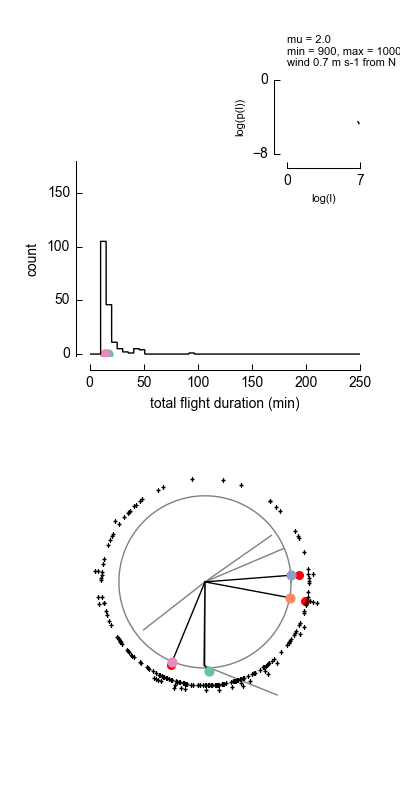 mu = 2.0
min = 900, max = 1000
wind 0.7 m s-1 from N
0
−8
log(p(l))
0
7
log(l)
150
100
50
0
count
0
50
100
150
200
250
total flight duration (min)